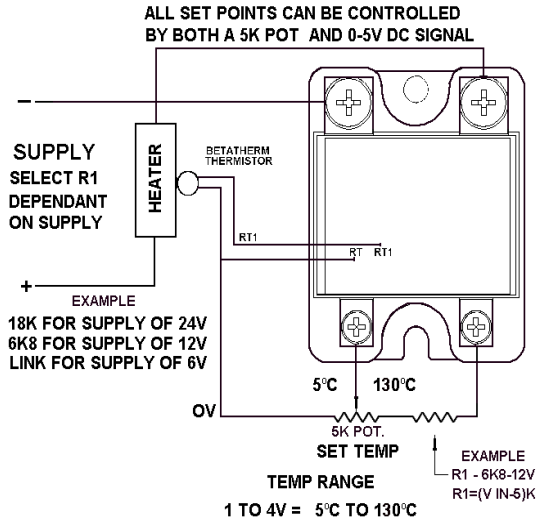 ALL SET POINTS CAN BE CONTROLLED
BY BOTH A 5K POT AND 0-5V DC SIGNAL
–
SUPPLY
SELECT R1
DEPENDANT
ON SUPPLY
HEATER
BETATHERM
THERMISTOR
RT1
RT RT1
+
EXAMPLE
18K FOR SUPPLY OF 24V
6K8 FOR SUPPLY OF 12V
LINK FOR SUPPLY OF 6V
5°C 130°C
OV
5K POT.
SET TEMP
EXAMPLE
R1 - 6K8-12V
R1=(V IN-5)K
TEMP RANGE
1 TO 4V = 5°C TO 130°C